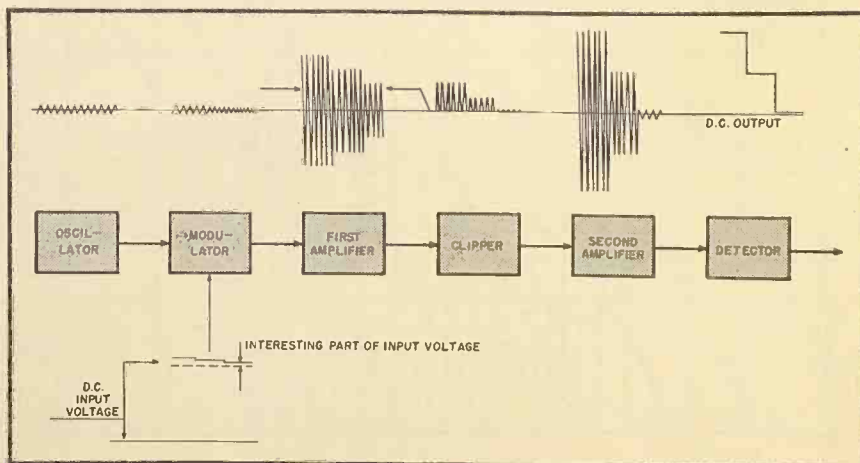 D.C. OUTPUT
OSCIL-
LATOR
MODU-
LATOR
FIRST
AMPLIFIER
CLIPPER
SECOND
AMPLIFIER
DETECTOR
INTERESTING PART OF INPUT VOLTAGE
D.C.
INPUT
VOLTAGE